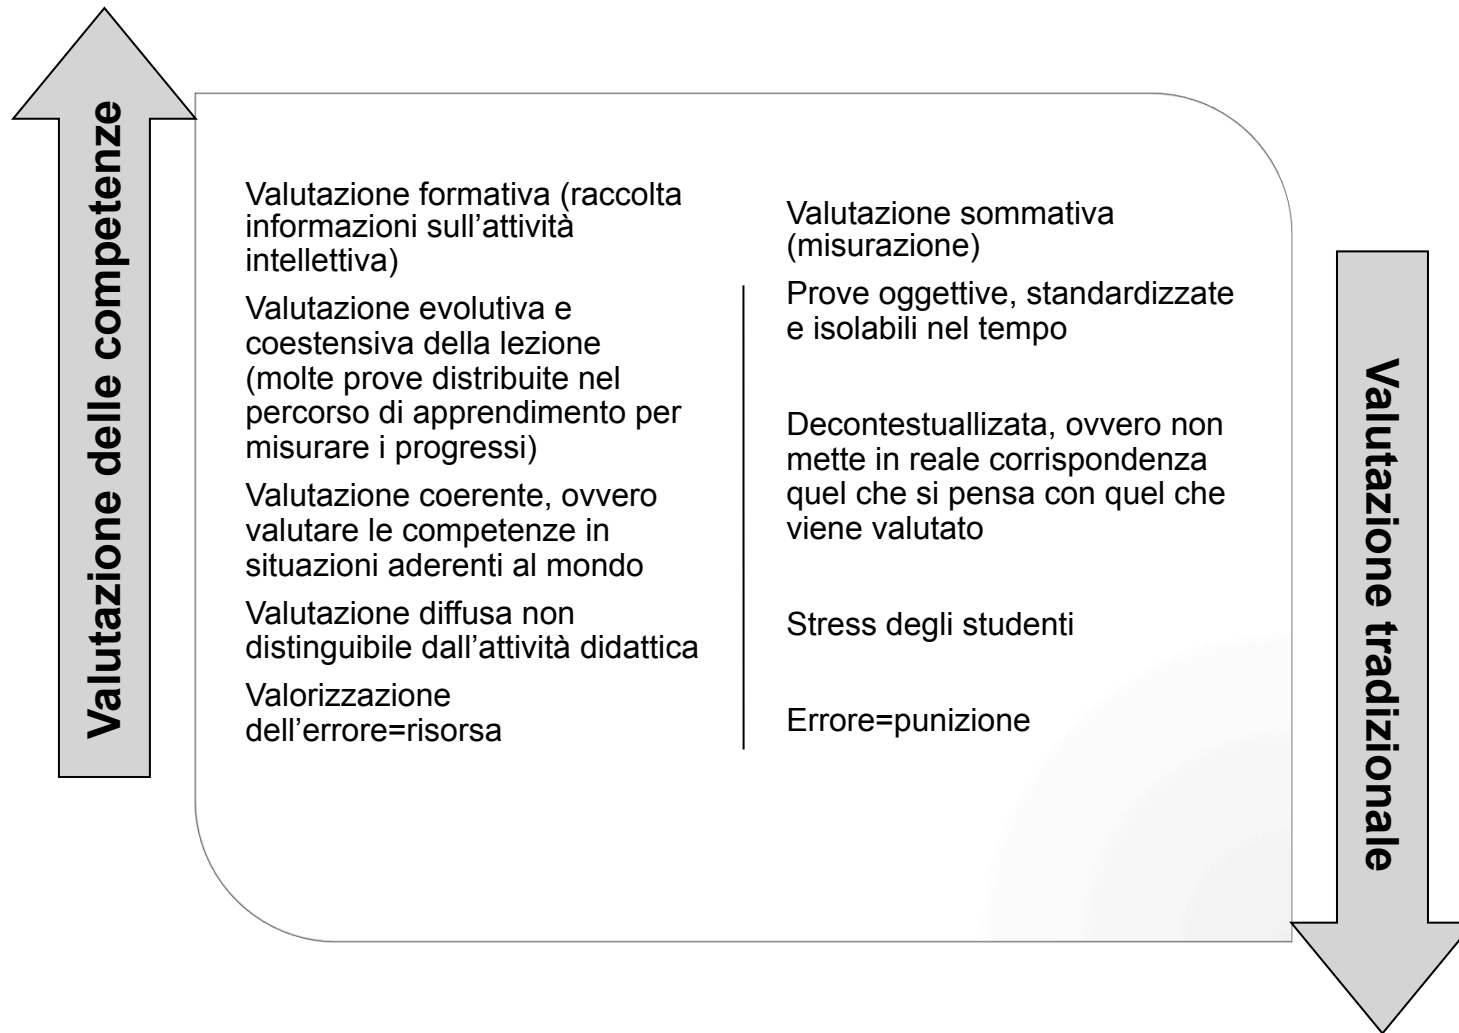 Valutazione delle competenze
Valutazione formativa (raccolta
informazioni sull’attività
intellettiva)
Valutazione evolutiva e
coestensiva della lezione
(molte prove distribuite nel
percorso di apprendimento per
misurare i progressi)
Valutazione coerente, ovvero
valutare le competenze in
situazioni aderenti al mondo
Valutazione diffusa non
distinguibile dall’attività didattica
Valorizzazione
dell’errore=risorsa
Valutazione sommativa
(misurazione)
Prove oggettive, standardizzate
e isolabili nel tempo
Decontestuallizata, ovvero non
mette in reale corrispondenza
quel che si pensa con quel che
viene valutato
Stress degli studenti
Errore=punizione
Valutazione tradizionale